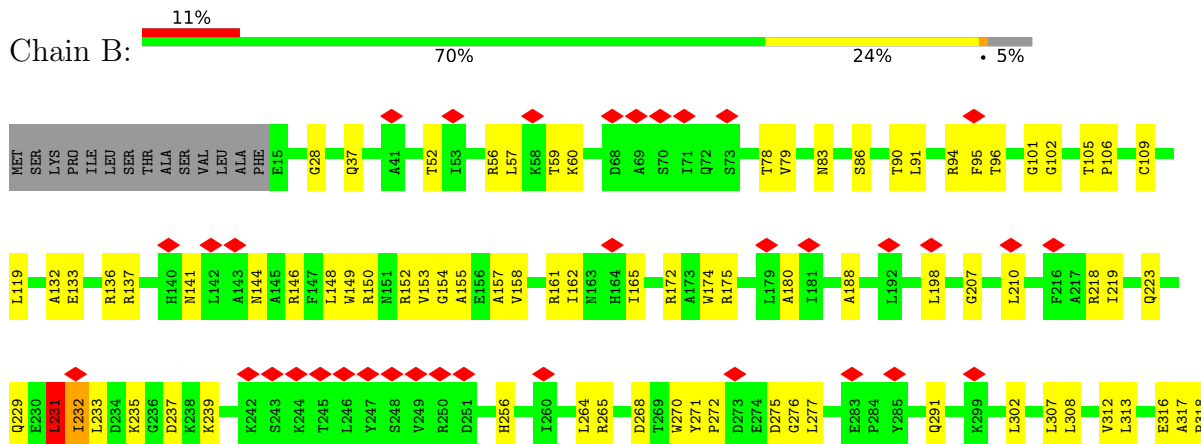 11%
Chain B:
70% 24% • 5%
MET SER LYS PRO ILE LEU SER THR ALA SER VAL LEU ALA PHE E15 G28 Q37 A41 T52 I53 R56 L57 K58 T59 K60 D68 A69 S70 I71 Q72 S73 T78 V79 N83 S86 T90 L91 R94 F95 T96 G101 G102 T105 P106 C109
L119 A132 E133 R136 R137 H140 N141 L142 A143 N144 A145 R146 F147 L148 W149 R150 N151 R152 V153 G154 A155 E156 A157 V158 R161 I162 N163 H164 I165 R172 A173 W174 R175 L179 A180 I181 A188 L192 L198 G207 L210 F216 A217 R218 I219 Q223
Q229 E230 L231 I232 L233 D234 K235 G236 D237 K238 K239 K242 S243 K244 T245 L246 Y247 S248 V249 R250 D251 H256 I260 L264 R265 D268 T269 W270 Y271 P272 D273 E274 D275 G276 L277 E283 P284 Y285 Q291 K299 L302 L307 L308 V312 L313 E316 A317